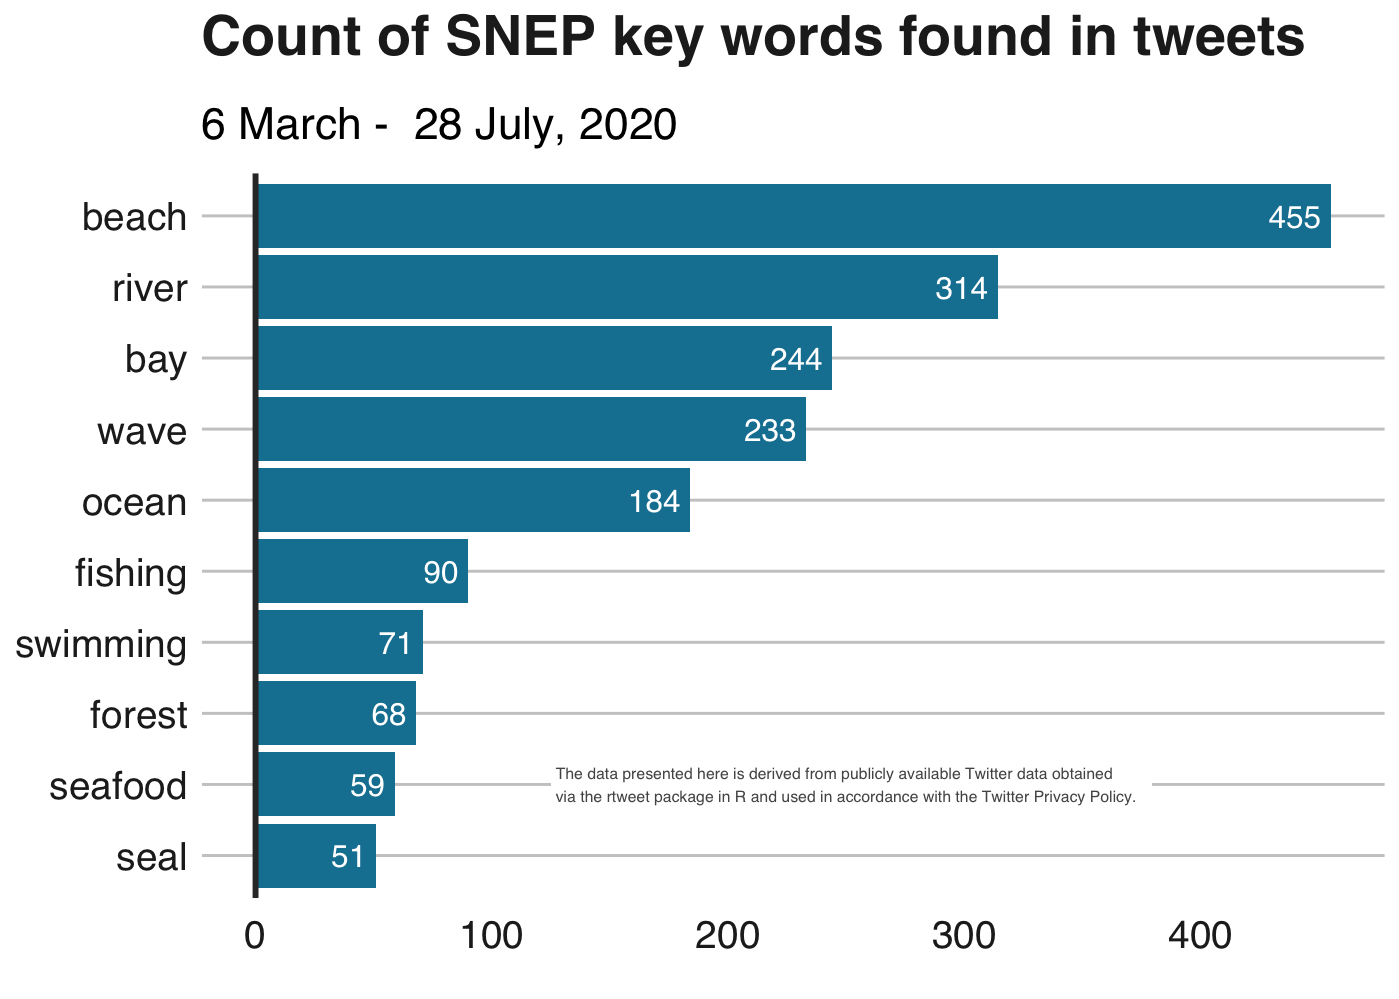 Count of SNEP key words found in tweets
6 March -  28 July, 2020
beach 455
river 314
bay 244
wave 233
ocean 184
fishing 90
swimming 71
forest 68
seafood 59
The data presented here is derived from publicly available Twitter data obtained
via the rtweet package in R and used in accordance with the Twitter Privacy Policy.
seal 51
0 100 200 300 400